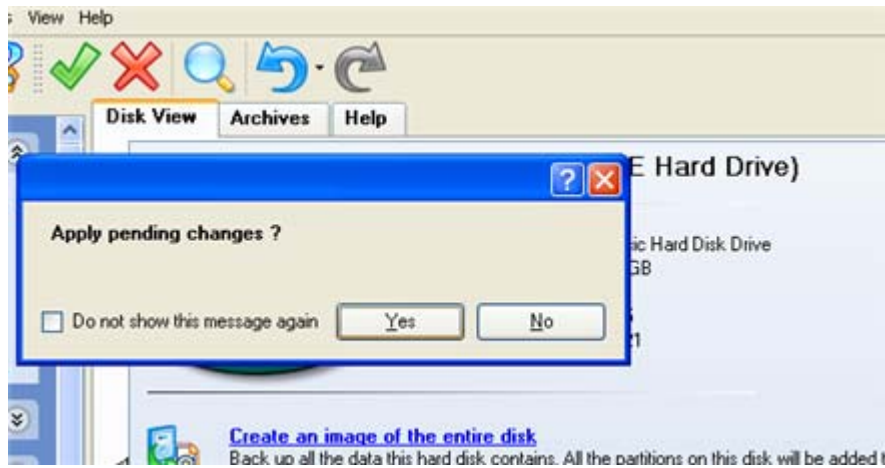 View Help
Disk View Archives Help
E Hard Drive)
Apply pending changes ?
ic Hard Disk Drive
GB
Do not show this message again Yes No
Create an image of the entire disk
Back up all the data this hard disk contains. All the partitions on this disk will be added